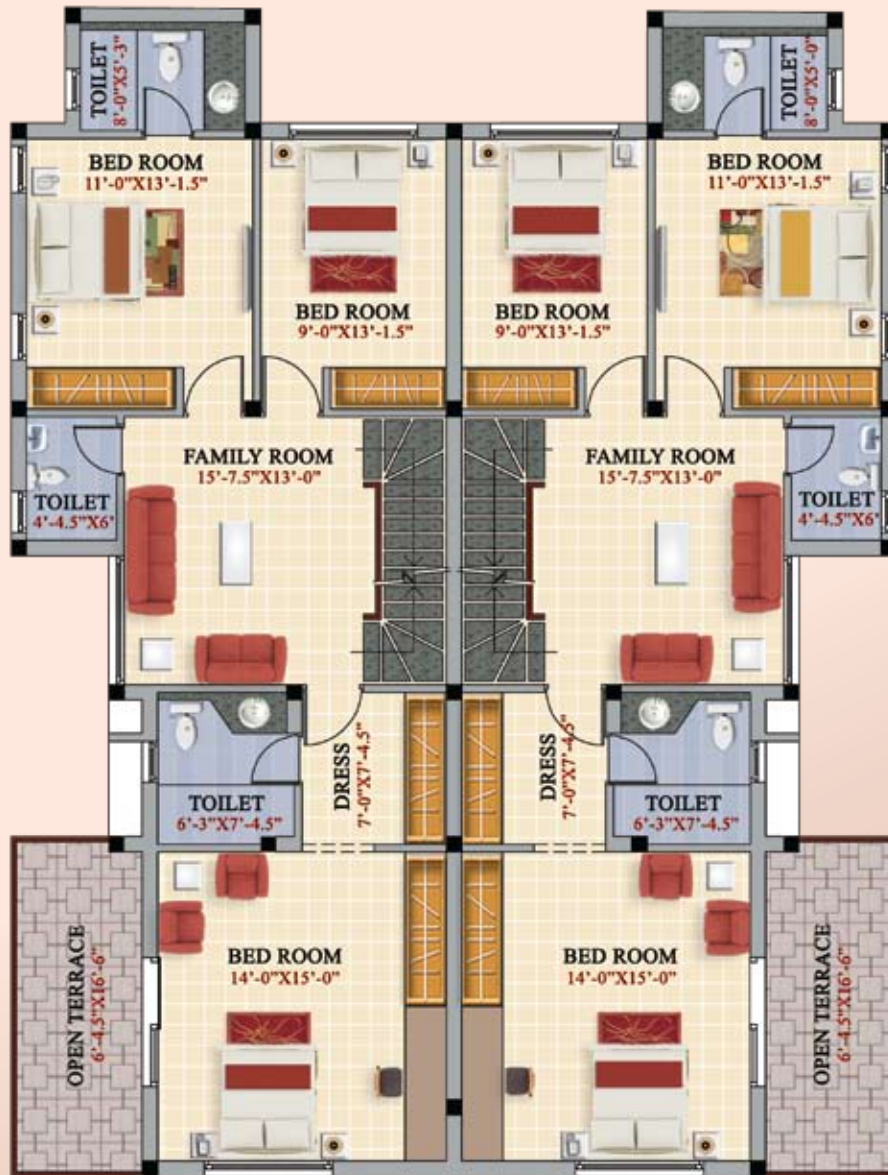 TOILET
8'-0"X5'-3"
TOILET
8'-0"X5'-0"
BED ROOM
11'-0"X13'-1.5"
BED ROOM
11'-0"X13'-1.5"
BED ROOM
9'-0"X13'-1.5"
BED ROOM
9'-0"X13'-1.5"
FAMILY ROOM
15'-7.5"X13'-0"
FAMILY ROOM
15'-7.5"X13'-0"
TOILET
4'-4.5"X6'
TOILET
4'-4.5"X6'
DRESS
7'-0"X7'-4.5"
DRESS
7'-0"X7'-4.5"
TOILET
6'-3"X7'-4.5"
TOILET
6'-3"X7'-4.5"
BED ROOM
14'-0"X15'-0"
BED ROOM
14'-0"X15'-0"
OPEN TERRACE
6'-4.5"X16'-6"
OPEN TERRACE
6'-4.5"X16'-6"